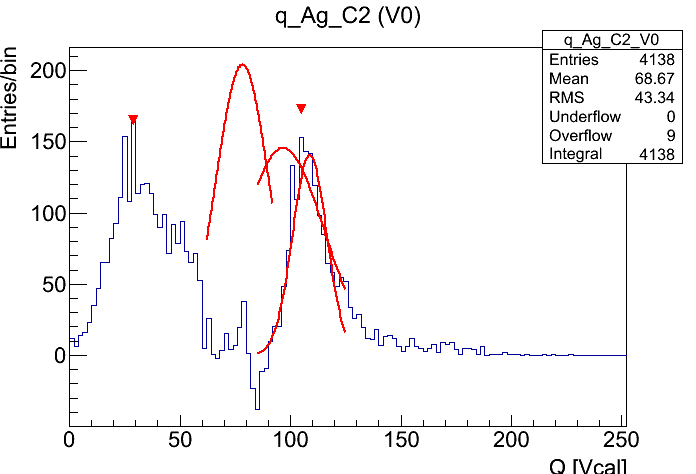 q_Ag_C2 (V0)
q_Ag_C2_V0
Entries 4138
Mean 68.67
RMS 43.34
Underflow 0
Overflow 9
Integral 4138
Entries/bin
200
150
100
50
0
0 50 100 150 200 250
Q [Vcal]